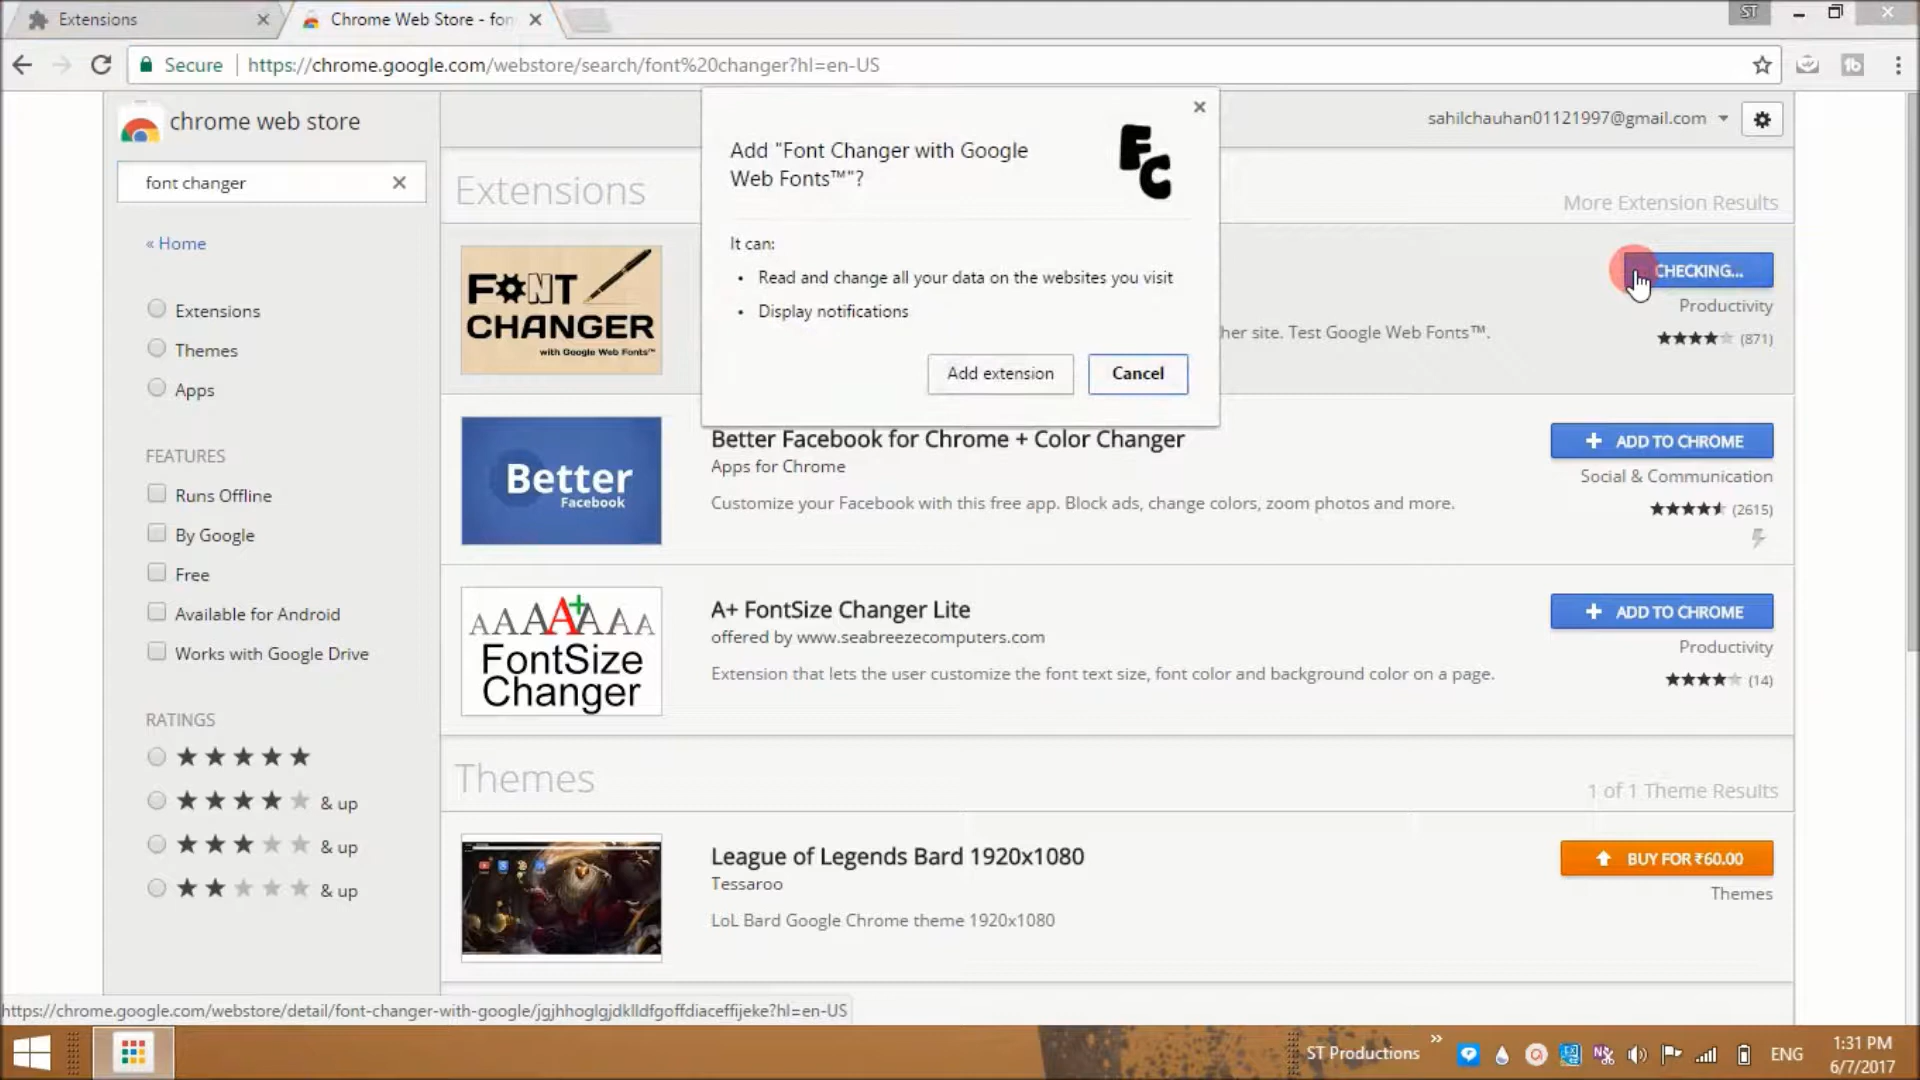 Extensions
Chrome Web Store - fon
ST
Secure
https://chrome.google.com/webstore/search/font%20changer?hl=en-US
chrome web store
sahilchauhan01121997@gmail.com
font changer
« Home
Extensions
Themes
Apps
FEATURES
Runs Offline
By Google
Free
Available for Android
Works with Google Drive
RATINGS
& up
& up
& up
Add "Font Changer with Google
Web Fonts™"?
FC
It can:
• Read and change all your data on the websites you visit
• Display notifications
Add extension
Cancel
Extensions
More Extension Results
FONT
CHANGER
with Google Web Fonts™
her site. Test Google Web Fonts™.
CHECKING...
Productivity
(871)
Better
Facebook
Better Facebook for Chrome + Color Changer
Apps for Chrome
Customize your Facebook with this free app. Block ads, change colors, zoom photos and more.
+ ADD TO CHROME
Social & Communication
(2615)
AAAA+AAA
FontSize
Changer
A+ FontSize Changer Lite
offered by www.seabreezecomputers.com
Extension that lets the user customize the font text size, font color and background color on a page.
+ ADD TO CHROME
Productivity
(14)
Themes
1 of 1 Theme Results
League of Legends Bard 1920x1080
Tessaroo
LoL Bard Google Chrome theme 1920x1080
BUY FOR ₹60.00
Themes
https://chrome.google.com/webstore/detail/font-changer-with-google/jgjhhoglgjdklldfgoffdiaceffijeke?hl=en-US
ST Productions
ENG
1:31 PM
6/7/2017